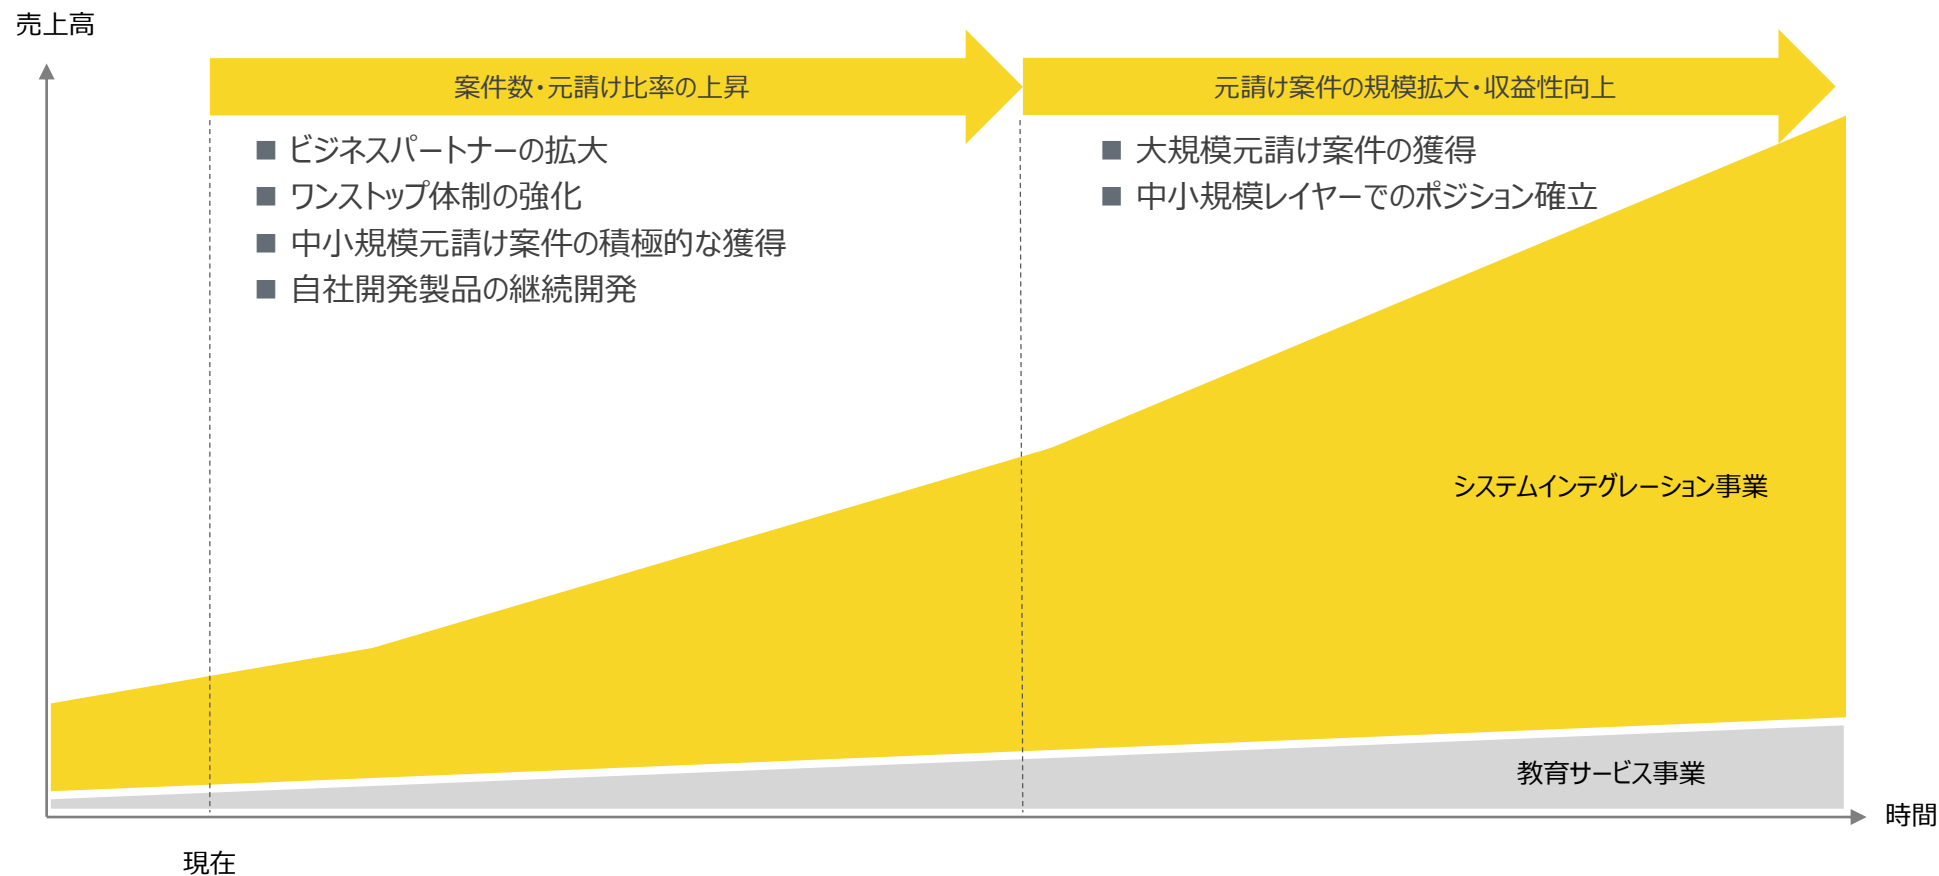 売上高
案件数・元請け比率の上昇
元請け案件の規模拡大・収益性向上
■ ビジネスパートナーの拡大
■ ワンストップ体制の強化
■ 中小規模元請け案件の積極的な獲得
■ 自社開発製品の継続開発
■ 大規模元請け案件の獲得
■ 中小規模レイヤーでのポジション確立
システムインテグレーション事業
教育サービス事業
時間
現在